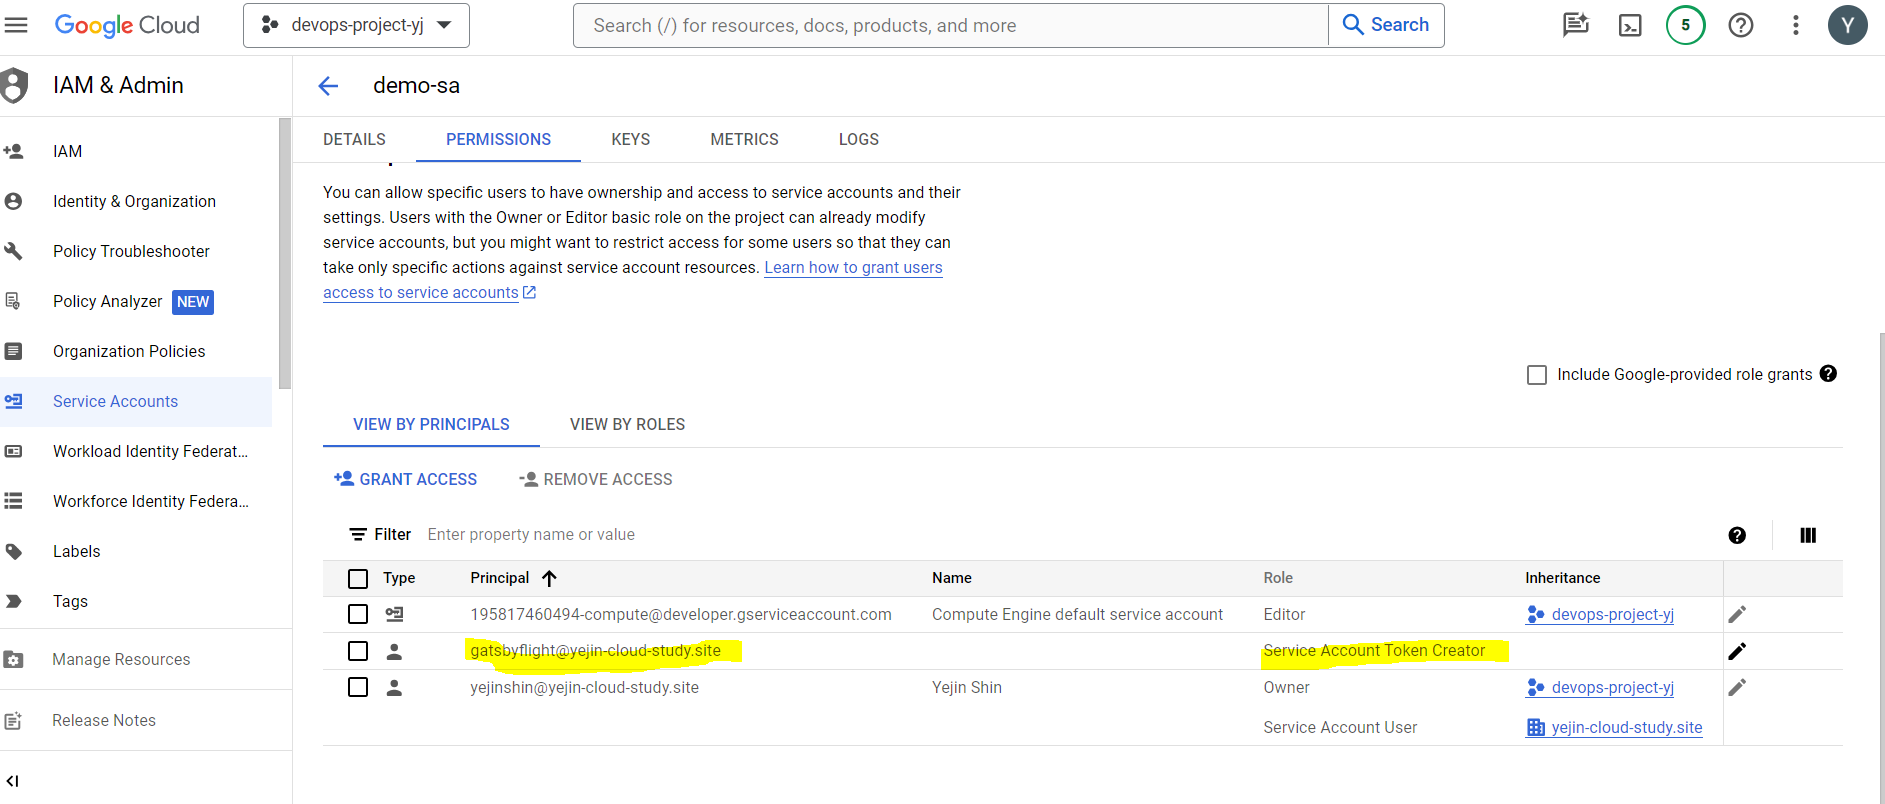 Google Cloud
devops-project-yj
Search (/) for resources, docs, products, and more
Search
5
Y
IAM & Admin
demo-sa
DETAILS
PERMISSIONS
KEYS
METRICS
LOGS
IAM
Identity & Organization
Policy Troubleshooter
Policy Analyzer NEW
Organization Policies
Service Accounts
Workload Identity Federat...
Workforce Identity Federa...
Labels
Tags
Manage Resources
Release Notes
You can allow specific users to have ownership and access to service accounts and their
settings. Users with the Owner or Editor basic role on the project can already modify
service accounts, but you might want to restrict access for some users so that they can
take only specific actions against service account resources. Learn how to grant users
access to service accounts
Include Google-provided role grants
VIEW BY PRINCIPALS
VIEW BY ROLES
GRANT ACCESS
REMOVE ACCESS
Filter Enter property name or value
Type Principal Name Role Inheritance
195817460494-compute@developer.gserviceaccount.com Compute Engine default service account Editor devops-project-yj
gatsbyflight@yejin-cloud-study.site Service Account Token Creator
yejinshin@yejin-cloud-study.site Yejin Shin Owner devops-project-yj
Service Account User yejin-cloud-study.site